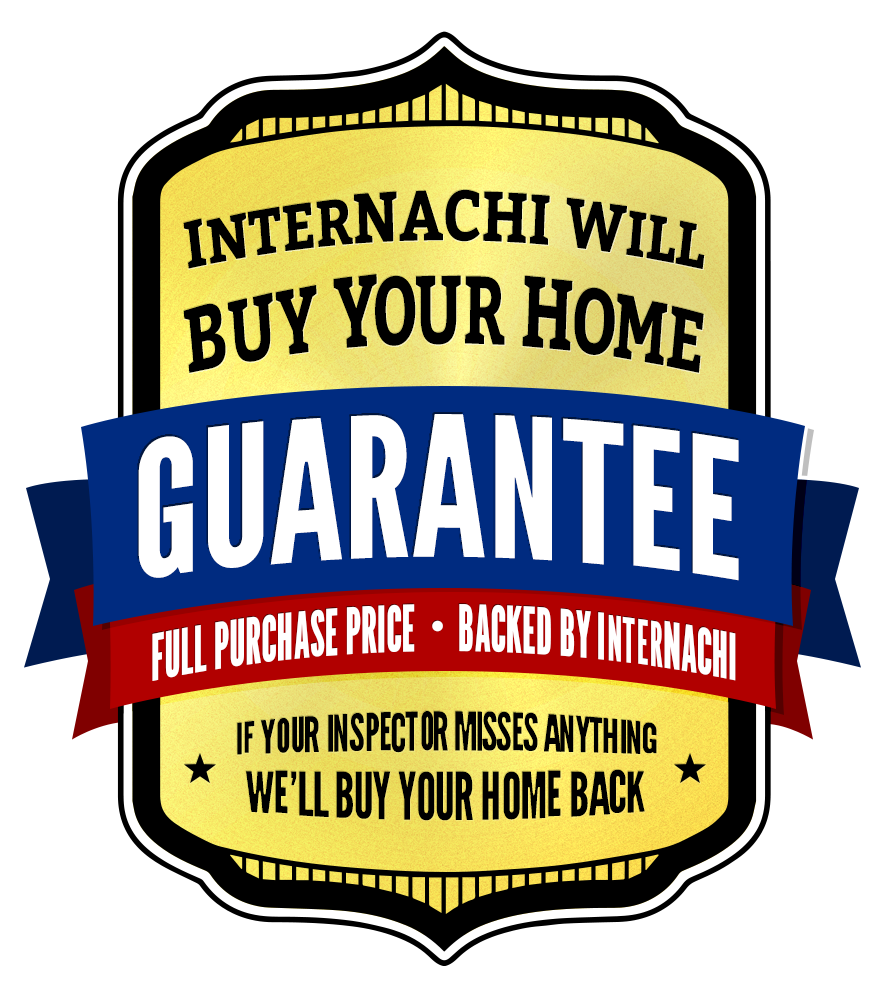 INTERNACHI WILL
BUY YOUR HOME
GUARANTEE
FULL PURCHASE PRICE • BACKED BY INTERNACHI
IF YOUR INSPECTOR MISSES ANYTHING
WE'LL BUY YOUR HOME BACK